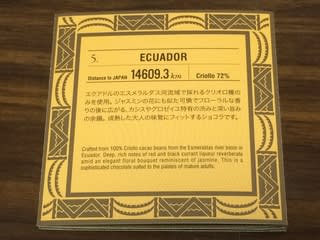 5.
ECUADOR
Distance to JAPAN 14609.3 km Criollo 72%
エクアドルのエスメラルダス河流域で採れるクリオロ種の
みを使用。ジャスミンの花にも似た可憐でフローラルな香
りの後に広がる、カシスやグロゼイユ特有の渋みと深い旨み
の余韻。成熟した大人の味覚にフィットするショコラです。
Crafted from 100% Criollo cacao beans from the Esmeraldas river basin in
Ecuador. Deep, rich notes of red and black currant liqueur reverberate
amid an elegant floral bouquet reminiscent of jasmine. This is a
sophisticated chocolate suited to the palates of mature adults.